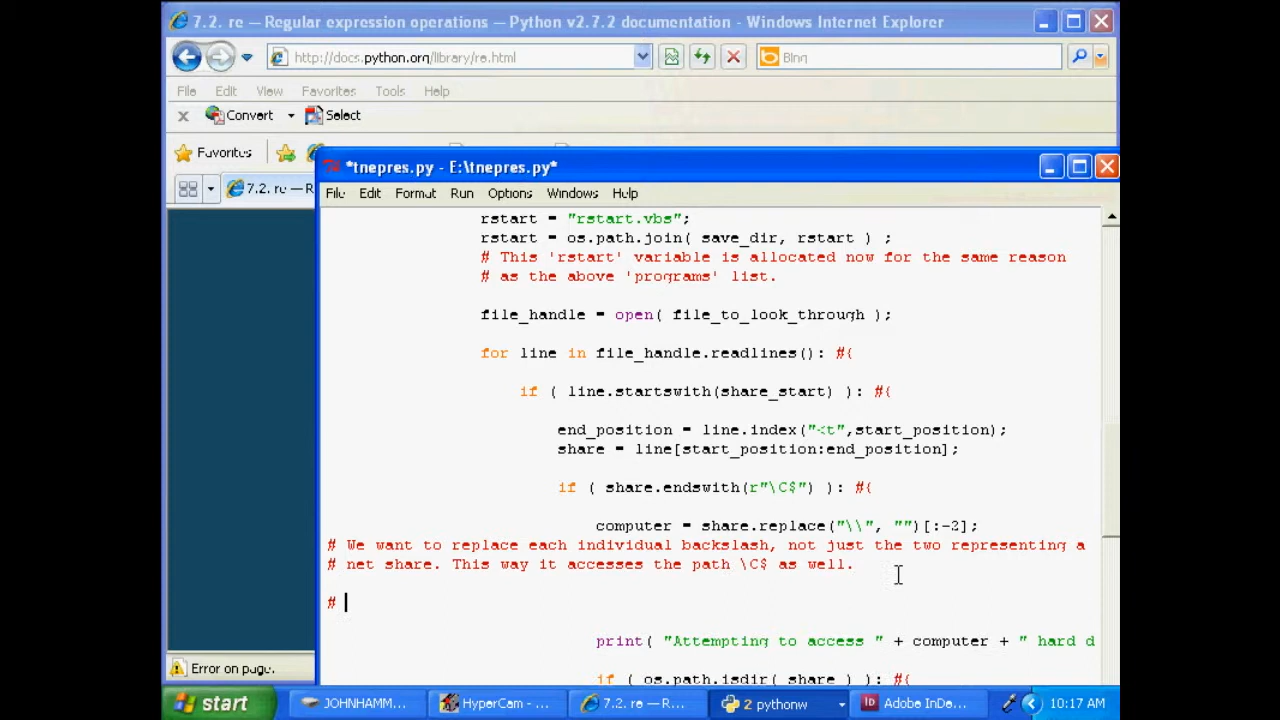 7.2. re — Regular expression operations — Python v2.7.2 documentation - Windows Internet Explorer
http://docs.python.org/library/re.html
Bing
File Edit View Favorites Tools Help
x Convert Select
Favorites
7.2. re — R
*tnepres.py - E:\tnepres.py*
File Edit Format Run Options Windows Help
rstart = "rstart.vbs";
rstart = os.path.join( save_dir, rstart ) ;
# This 'rstart' variable is allocated now for the same reason
# as the above 'programs' list.
file_handle = open( file_to_look_through );
for line in file_handle.readlines(): #{
if ( line.startswith(share_start) ): #{
end_position = line.index("<t",start_position);
share = line[start_position:end_position];
if ( share.endswith(r"\C$") ): #{
computer = share.replace("\\", "")[:-2];
# We want to replace each individual backslash, not just the two representing a
# net share. This way it accesses the path \C$ as well.
#
print( "Attempting to access " + computer + " hard d
if ( os.path.isdir( share ) ): #{
Error on page.
start JOHNHAMM... HyperCam - ... 7.2. re — R... 2 pythonw Adobe InDe... 10:17 AM